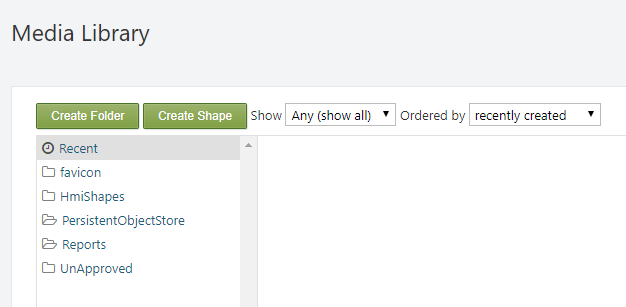 Media Library
Create Folder Create Shape Show Any (show all) Ordered by recently created
Recent
favicon
HmiShapes
PersistentObjectStore
Reports
UnApproved